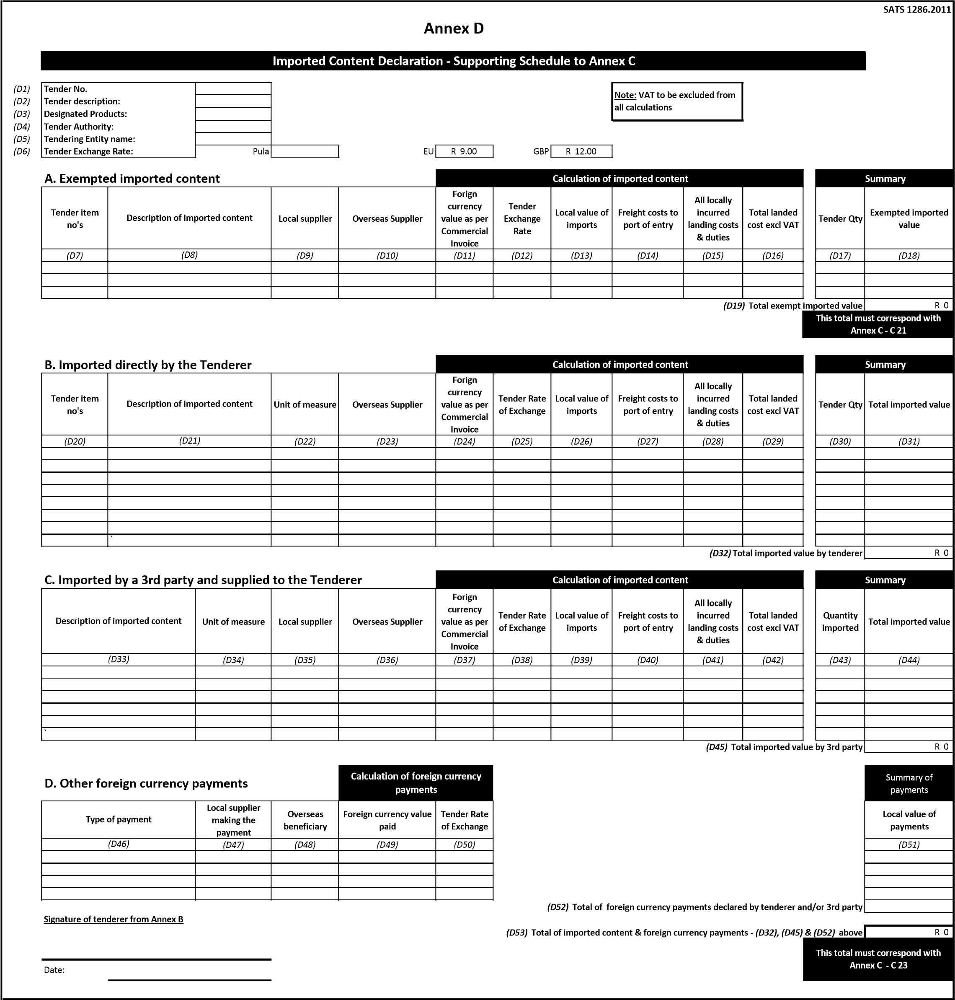 SATS 1286.2011
Annex D
Imported Content Declaration - Supporting Schedule to Annex C
(D1) Tender No.
(D2) Tender description:
(D3) Designated Products:
(D4) Tender Authority:
(D5) Tendering Entity name:
(D6) Tender Exchange Rate: Pula EU R 9.00 GBP R 12.00
Note: VAT to be excluded from
all calculations
A. Exempted imported content
Calculation of imported content
Summary
Tender item
no's
Description of imported content
Local supplier
Overseas Supplier
Forign
currency
value as per
Commercial
Invoice
Tender
Exchange
Rate
Local value of
imports
Freight costs to
port of entry
All locally
incurred
landing costs
& duties
Total landed
cost excl VAT
Tender Qty
Exempted imported
value
(D7) (D8) (D9) (D10) (D11) (D12) (D13) (D14) (D15) (D16) (D17) (D18)
(D19) Total exempt imported value R 0
This total must correspond with
Annex C - C 21
B. Imported directly by the Tenderer
Calculation of imported content
Summary
Tender item
no's
Description of imported content
Unit of measure
Overseas Supplier
Forign
currency
value as per
Commercial
Invoice
Tender Rate
of Exchange
Local value of
imports
Freight costs to
port of entry
All locally
incurred
landing costs
& duties
Total landed
cost excl VAT
Tender Qty
Total imported value
(D20) (D21) (D22) (D23) (D24) (D25) (D26) (D27) (D28) (D29) (D30) (D31)
`
(D32) Total imported value by tenderer R 0
C. Imported by a 3rd party and supplied to the Tenderer
Calculation of imported content
Summary
Description of imported content
Unit of measure
Local supplier
Overseas Supplier
Forign
currency
value as per
Commercial
Invoice
Tender Rate
of Exchange
Local value of
imports
Freight costs to
port of entry
All locally
incurred
landing costs
& duties
Total landed
cost excl VAT
Quantity
imported
Total imported value
(D33) (D34) (D35) (D36) (D37) (D38) (D39) (D40) (D41) (D42) (D43) (D44)
`
(D45) Total imported value by 3rd party R 0
D. Other foreign currency payments
Calculation of foreign currency
payments
Summary of
payments
Type of payment
Local supplier
making the
payment
Overseas
beneficiary
Foreign currency value
paid
Tender Rate
of Exchange
Local value of
payments
(D46) (D47) (D48) (D49) (D50) (D51)
(D52) Total of foreign currency payments declared by tenderer and/or 3rd party
Signature of tenderer from Annex B
(D53) Total of imported content & foreign currency payments - (D32), (D45) & (D52) above R 0
This total must correspond with
Annex C - C 23
Date: